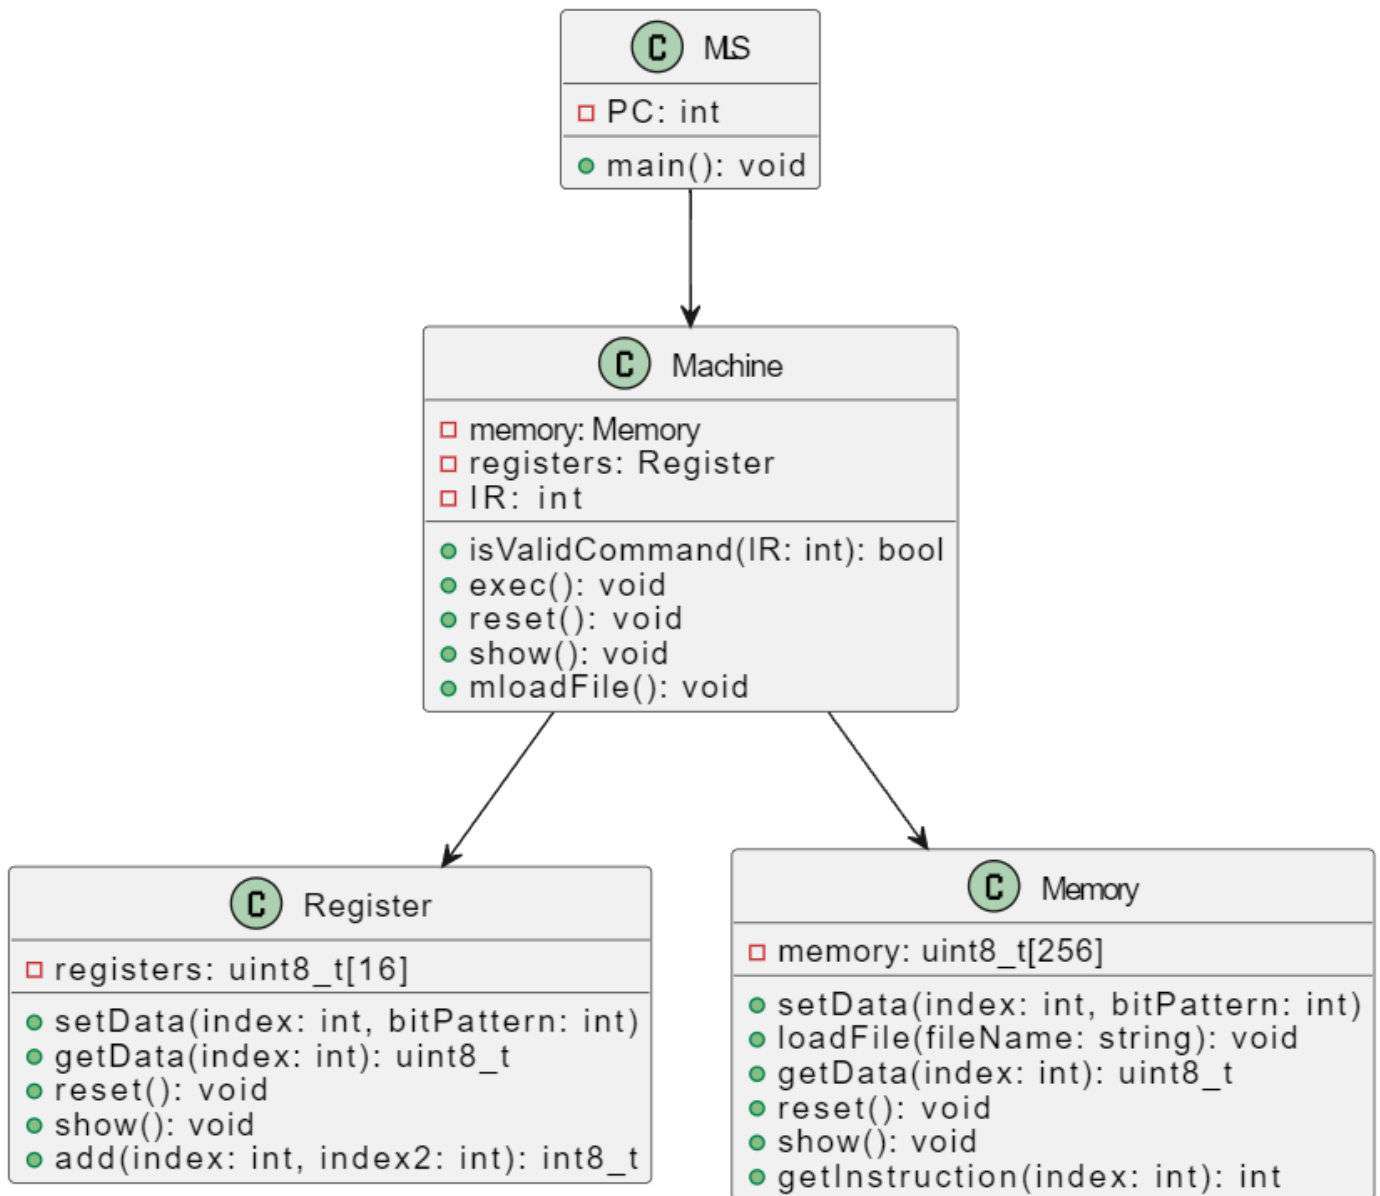 C MLS
PC: int
main(): void
C Machine
memory: Memory
registers: Register
IR: int
isValidCommand(IR: int): bool
exec(): void
reset(): void
show(): void
mloadFile(): void
C Register
registers: uint8_t[16]
setData(index: int, bitPattern: int)
getData(index: int): uint8_t
reset(): void
show(): void
add(index: int, index2: int): int8_t
C Memory
memory: uint8_t[256]
setData(index: int, bitPattern: int)
loadFile(fileName: string): void
getData(index: int): uint8_t
reset(): void
show(): void
getInstruction(index: int): int